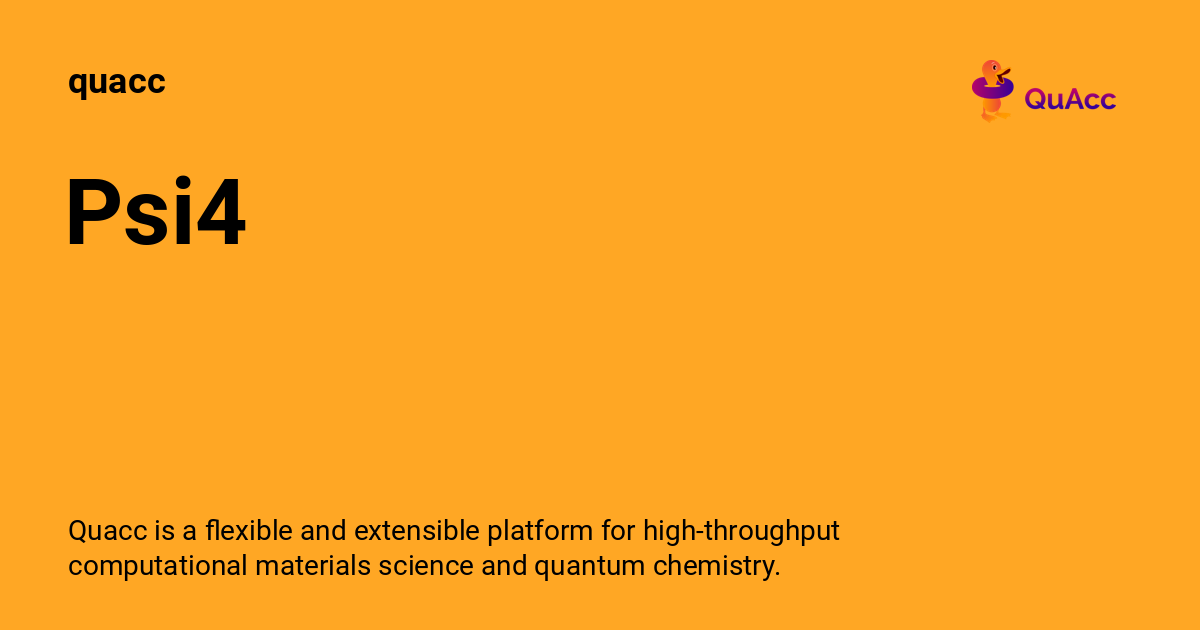 quacc
QuAcc
Psi4
Quacc is a flexible and extensible platform for high-throughput
computational materials science and quantum chemistry.